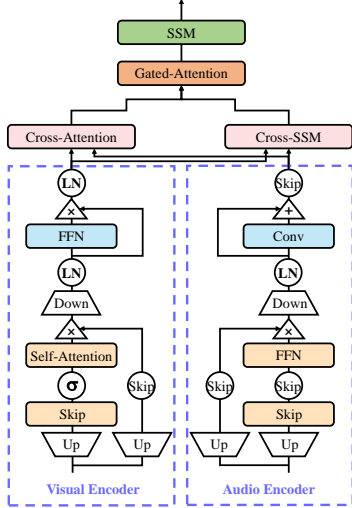 SSM
Gated-Attention
Cross-Attention
Cross-SSM
LN
×
FFN
LN
Down
×
Self-Attention
σ
Skip
Skip
Up
Up
Visual Encoder
Skip
+
Conv
LN
Down
×
FFN
Skip
Skip
Skip
Up
Up
Audio Encoder